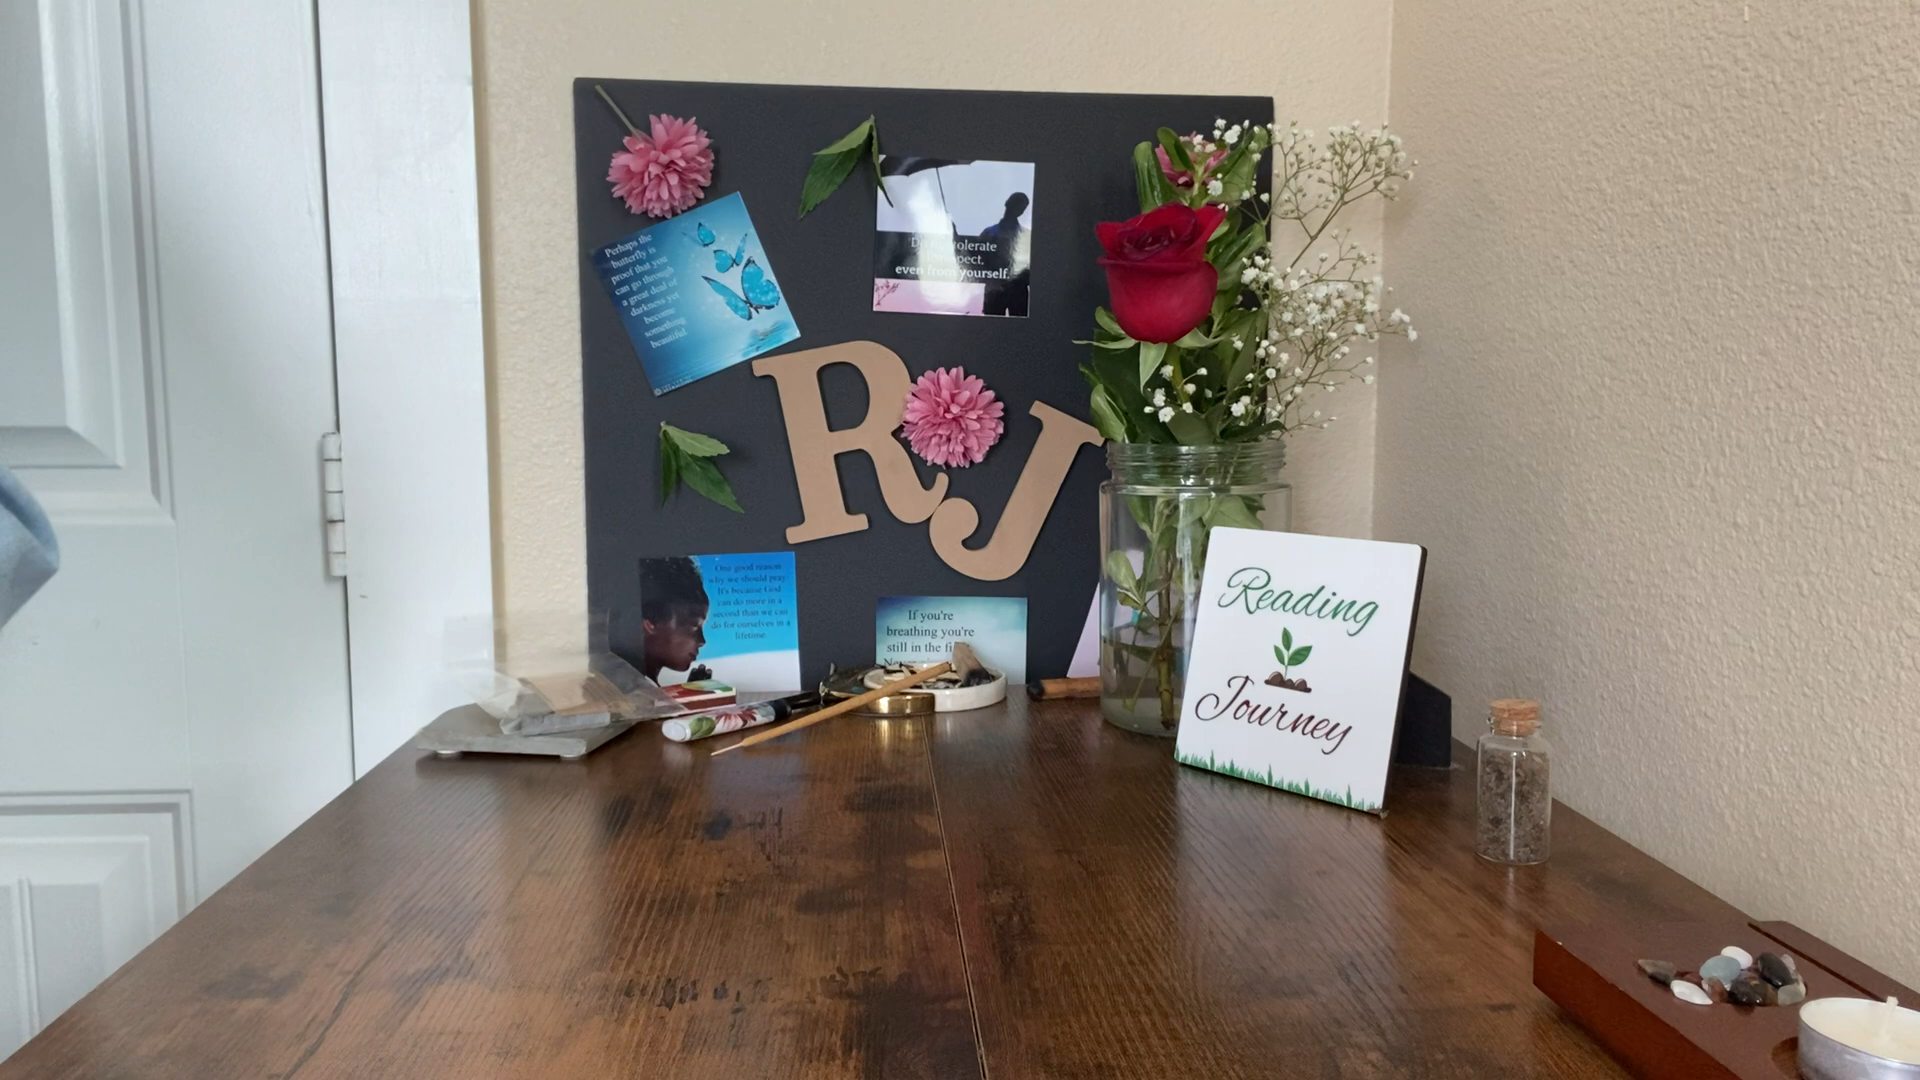 Perhaps the
butterfly is
proof that you
can go through
a great deal of
darkness yet
become
something
beautiful
tolerate
even from yourself.
R
J
One good reason
why we should pray.
It's because God
can do more in a
second than we can
do for ourselves in a
lifetime.
If you're
breathing you're
still in the
Reading
Journey